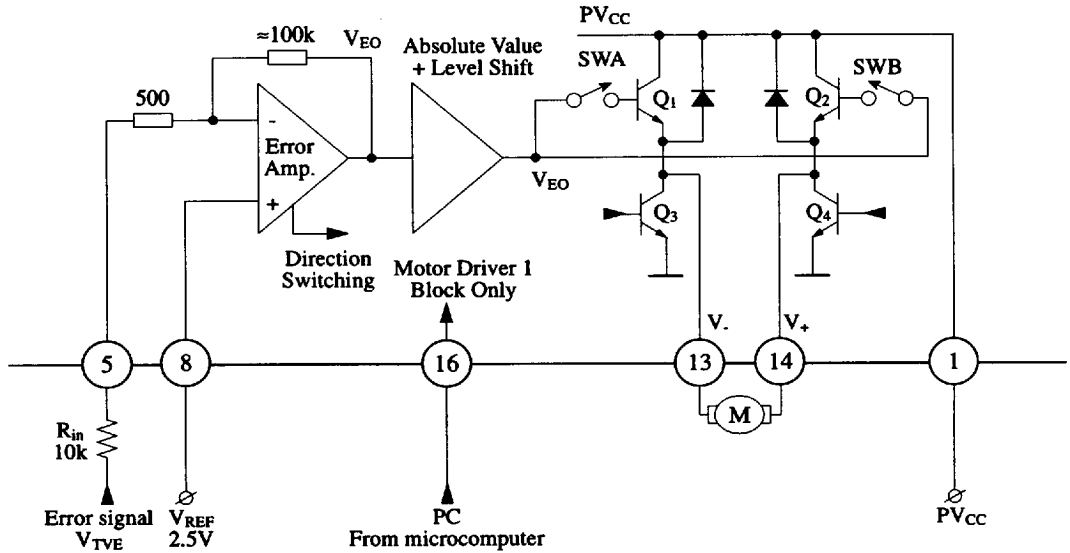 ≈100k
V_EO
500
-
Error
Amp.
+
Direction
Switching
Absolute Value
+ Level Shift
V_EO
PV_CC
SWA
SWB
Q₁
Q₂
Q₃
Q₄
Motor Driver 1
Block Only
V₋
V₊
5
8
16
13
14
1
M
R_in
10k
Error signal
V_TVE
V_REF
2.5V
PC
From microcomputer
PV_CC